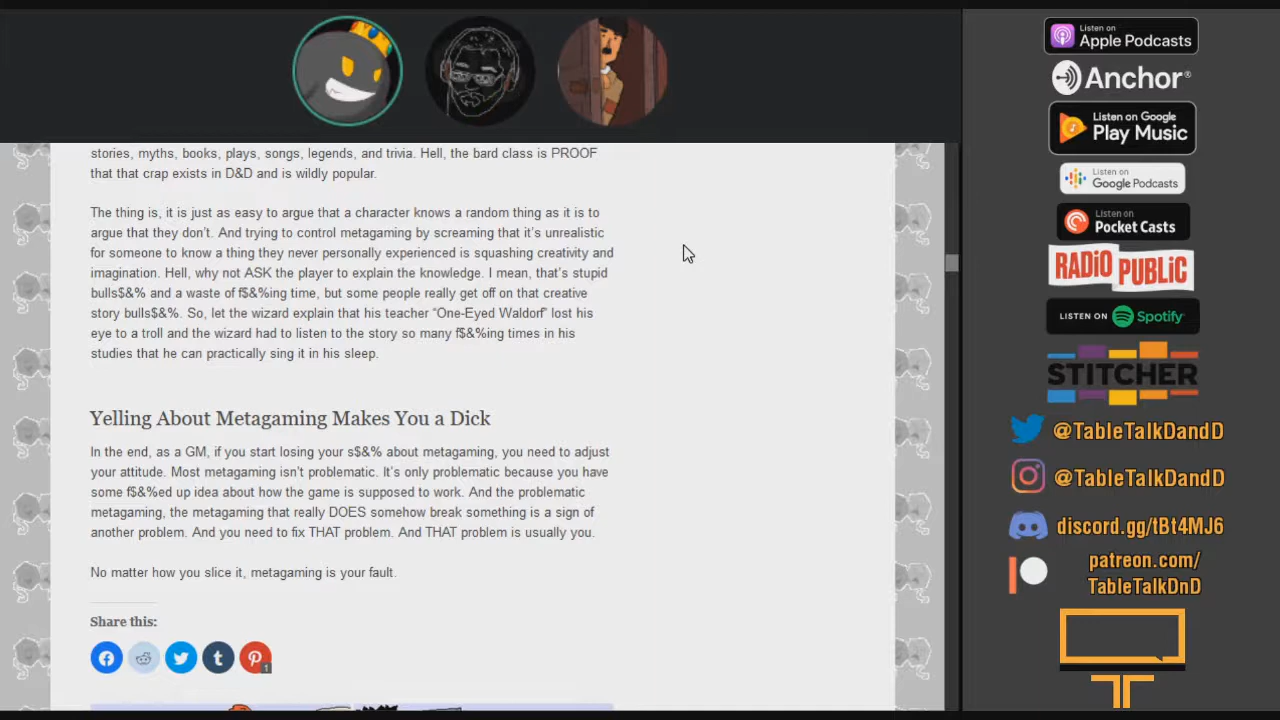 stories, myths, books, plays, songs, legends, and trivia. Hell, the bard class is PROOF
that that crap exists in D&D and is wildly popular.
The thing is, it is just as easy to argue that a character knows a random thing as it is to
argue that they don't. And trying to control metagaming by screaming that it's unrealistic
for someone to know a thing they never personally experienced is squashing creativity and
imagination. Hell, why not ASK the player to explain the knowledge. I mean, that's stupid
bulls$&% and a waste of f$&%ing time, but some people really get off on that creative
story bulls$&%. So, let the wizard explain that his teacher “One-Eyed Waldorf” lost his
eye to a troll and the wizard had to listen to the story so many f$&%ing times in his
studies that he can practically sing it in his sleep.
Yelling About Metagaming Makes You a Dick
In the end, as a GM, if you start losing your s$&% about metagaming, you need to adjust
your attitude. Most metagaming isn't problematic. It's only problematic because you have
some f$&%ed up idea about how the game is supposed to work. And the problematic
metagaming, the metagaming that really DOES somehow break something is a sign of
another problem. And you need to fix THAT problem. And THAT problem is usually you.
No matter how you slice it, metagaming is your fault.
Share this:
1
Listen on
Apple Podcasts
Anchor®
Listen on Google
Play Music
Listen on
Google Podcasts
Listen on
Pocket Casts
RADiO PUBLiC
LISTEN ON Spotify
STITCHER
@TableTalkDandD
@TableTalkDandD
discord.gg/tBt4MJ6
patreon.com/
TableTalkDnD